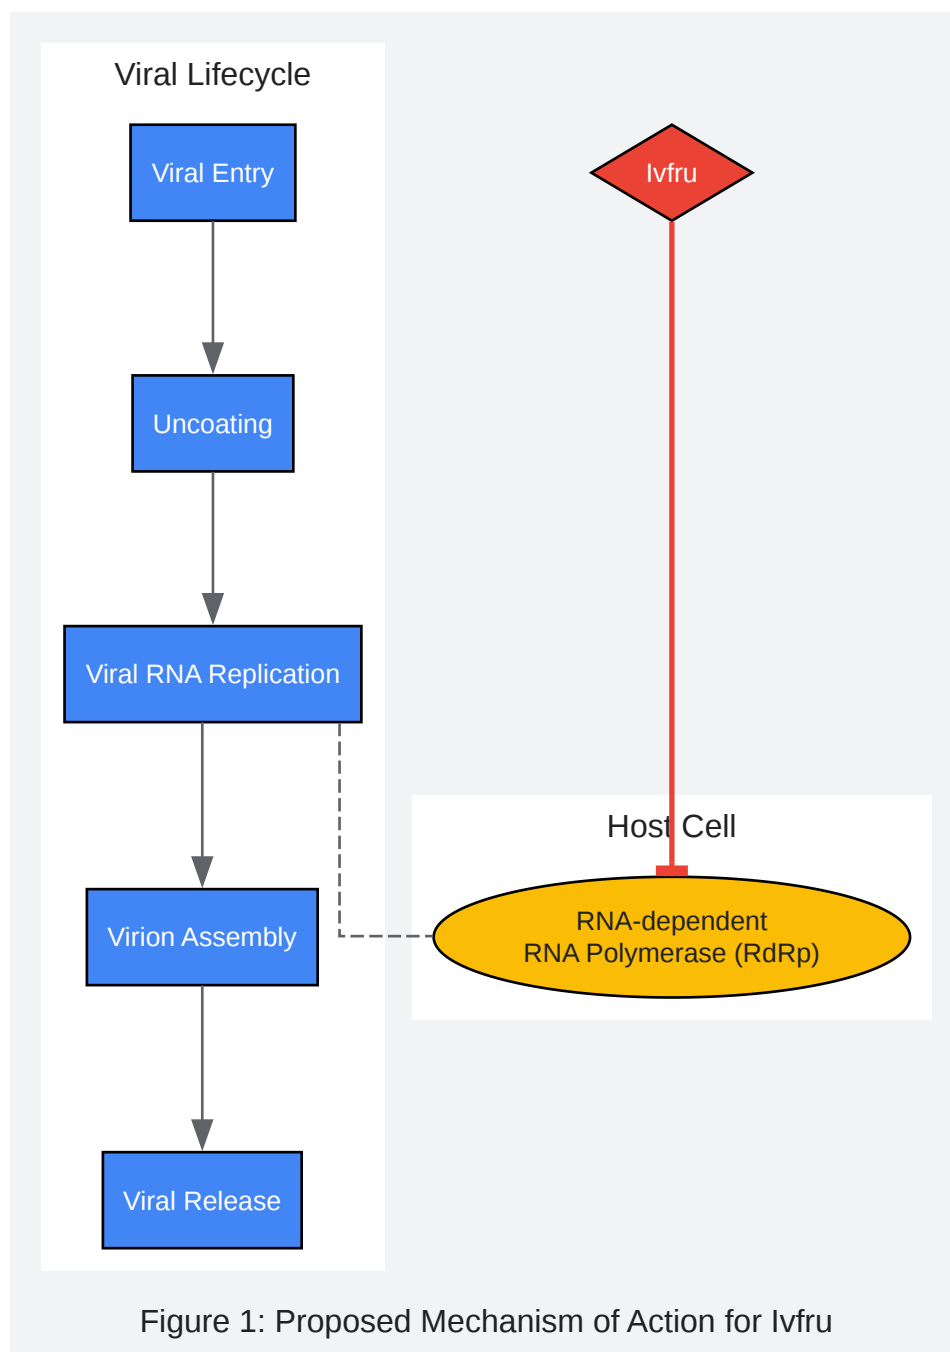 Viral Lifecycle
Viral Entry
Ivfru
Uncoating
Viral RNA Replication
Host Cell
RNA-dependent
RNA Polymerase (RdRp)
Virion Assembly
Viral Release
Figure 1: Proposed Mechanism of Action for Ivfru